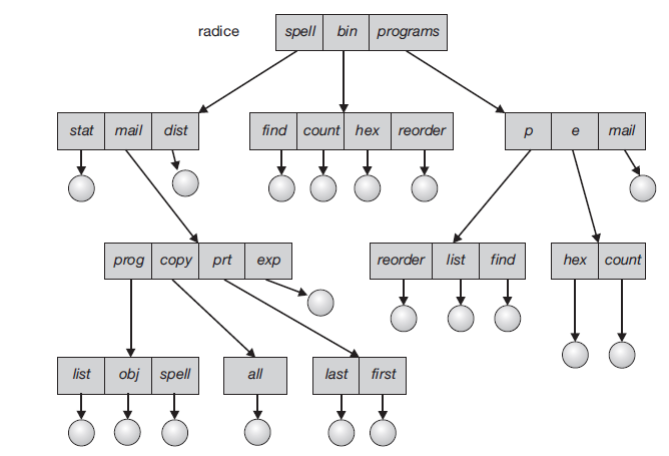 radice spell bin programs
stat mail dist find count hex reorder p e mail
prog copy prt exp reorder list find hex count
list obj spell all last first